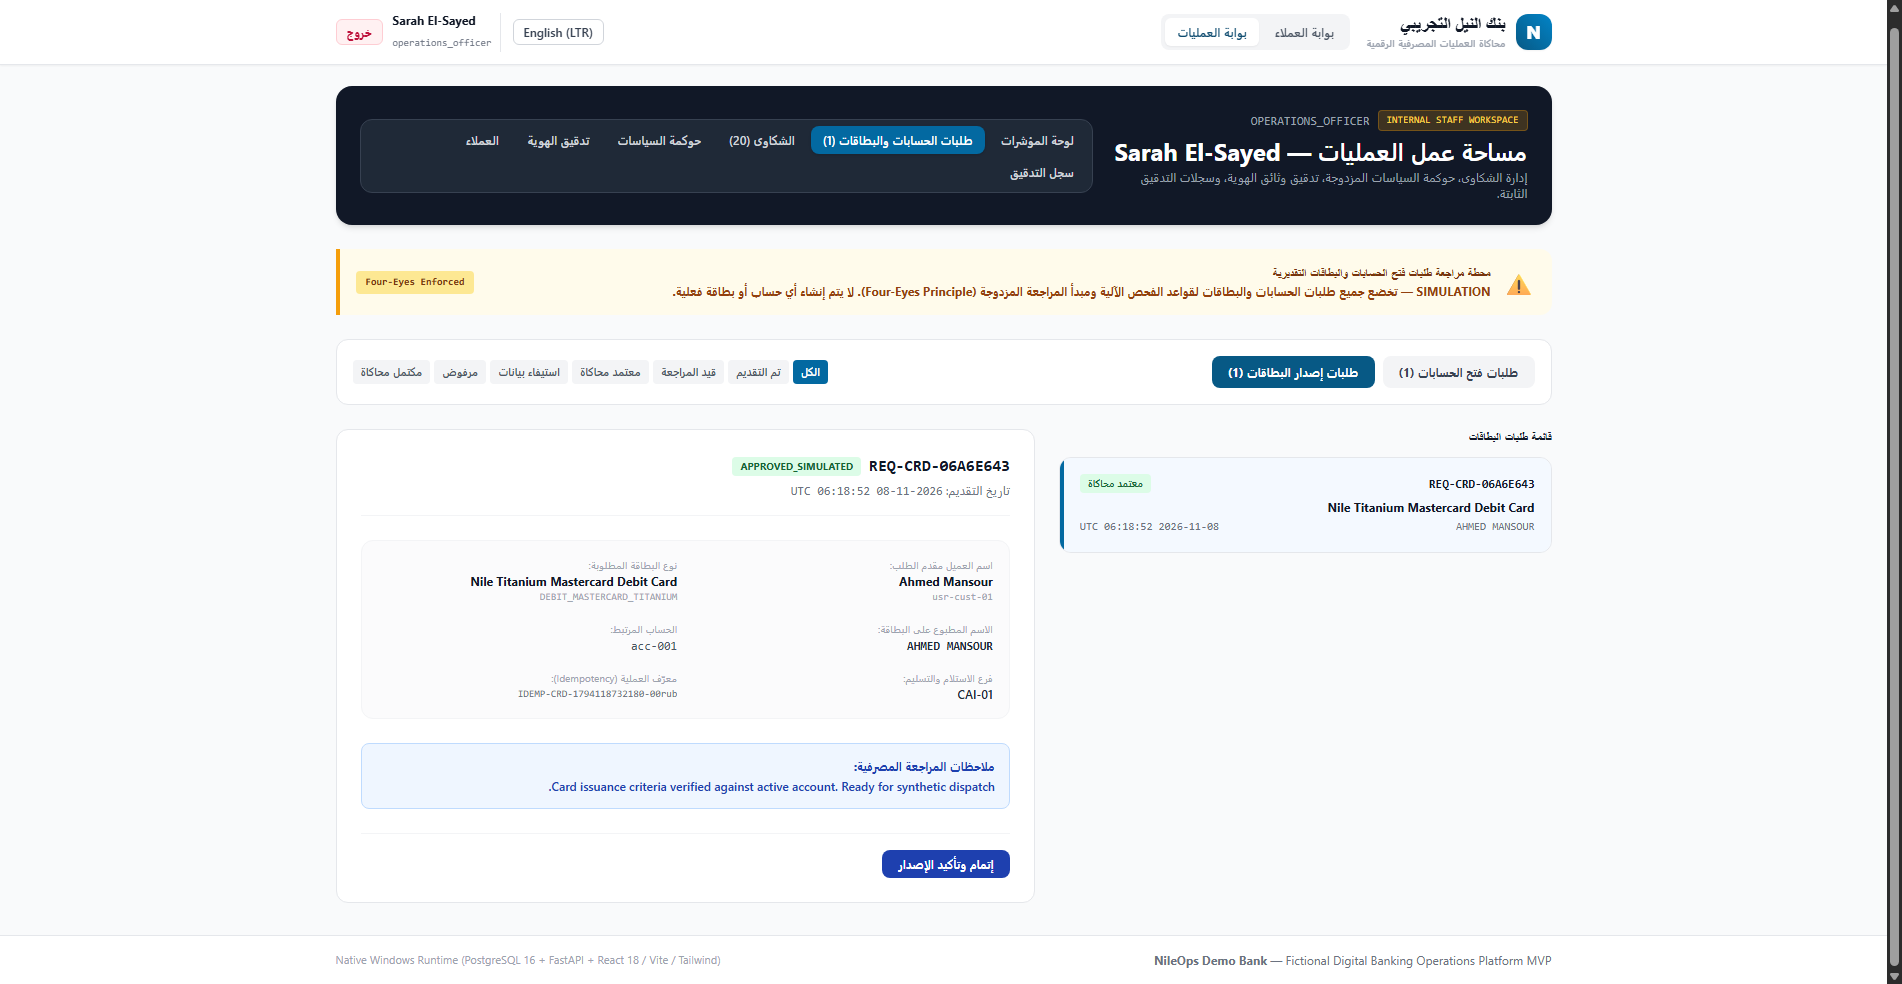 N
بنك النيل التجريبي
محاكاة العمليات المصرفية الرقمية
بوابة العملاء
بوابة العمليات
English (LTR)
Sarah El-Sayed
operations_officer
خروج
INTERNAL STAFF WORKSPACE
OPERATIONS_OFFICER
مساحة عمل العمليات — Sarah El-Sayed
إدارة الشكاوى، حوكمة السياسات المزدوجة، تدقيق وثائق الهوية، وسجلات التدقيق
الثابتة.
لوحة المؤشرات
طلبات الحسابات والبطاقات (1)
الشكاوى (20)
حوكمة السياسات
تدقيق الهوية
العملاء
سجل التدقيق
محطة مراجعة طلبات فتح الحسابات والبطاقات التقديرية
SIMULATION — تخضع جميع طلبات الحسابات والبطاقات لقواعد الفحص الآلية ومبدأ المراجعة المزدوجة (Four-Eyes Principle). لا يتم إنشاء أي حساب أو بطاقة فعلية.
Four-Eyes Enforced
طلبات فتح الحسابات (1)
طلبات إصدار البطاقات (1)
الكل
تم التقديم
قيد المراجعة
معتمد محاكاة
استيفاء بيانات
مرفوض
مكتمل محاكاة
قائمة طلبات البطاقات
REQ-CRD-06A6E643
معتمد محاكاة
Nile Titanium Mastercard Debit Card
AHMED MANSOUR
UTC 06:18:52 2026-11-08
REQ-CRD-06A6E643
APPROVED_SIMULATED
تاريخ التقديم: UTC 06:18:52 08-11-2026
اسم العميل مقدم الطلب:
Ahmed Mansour
usr-cust-01
نوع البطاقة المطلوبة:
Nile Titanium Mastercard Debit Card
DEBIT_MASTERCARD_TITANIUM
الاسم المطبوع على البطاقة:
AHMED MANSOUR
الحساب المرتبط:
acc-001
فرع الاستلام والتسليم:
CAI-01
معرّف العملية (Idempotency):
IDEMP-CRD-1794118732180-00rub
ملاحظات المراجعة المصرفية:
.Card issuance criteria verified against active account. Ready for synthetic dispatch
إتمام وتأكيد الإصدار
NileOps Demo Bank — Fictional Digital Banking Operations Platform MVP
Native Windows Runtime (PostgreSQL 16 + FastAPI + React 18 / Vite / Tailwind)